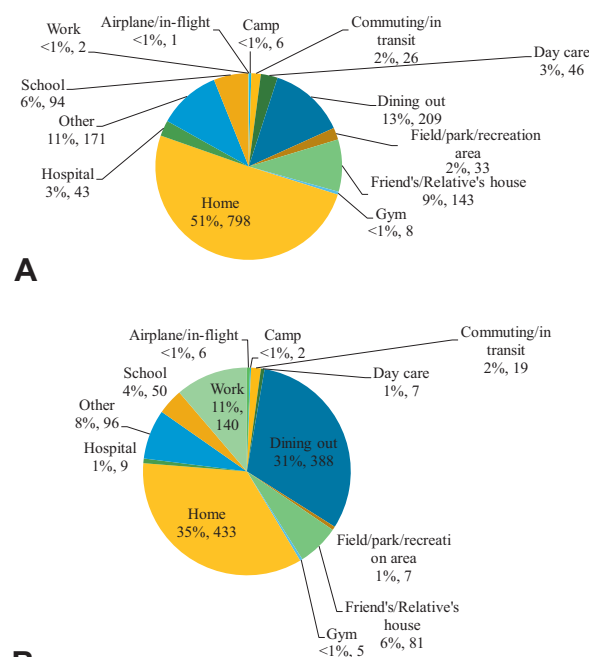 Airplane/in-flight
<1%, 1
Camp
<1%, 6
Commuting/in
transit
2%, 26
Day care
3%, 46
Dining out
13%, 209
Field/park/recreation
area
2%, 33
Friend's/Relative's house
9%, 143
Gym
<1%, 8
Home
51%, 798
Hospital
3%, 43
Other
11%, 171
School
6%, 94
Work
<1%, 2
A
Airplane/in-flight
<1%, 6
Camp
<1%, 2
Commuting/in
transit
2%, 19
Day care
1%, 7
Dining out
31%, 388
Field/park/recreati
on area
1%, 7
Friend's/Relative's
house
6%, 81
Gym
<1%, 5
Home
35%, 433
Hospital
1%, 9
Other
8%, 96
School
4%, 50
Work
11%,
140
B